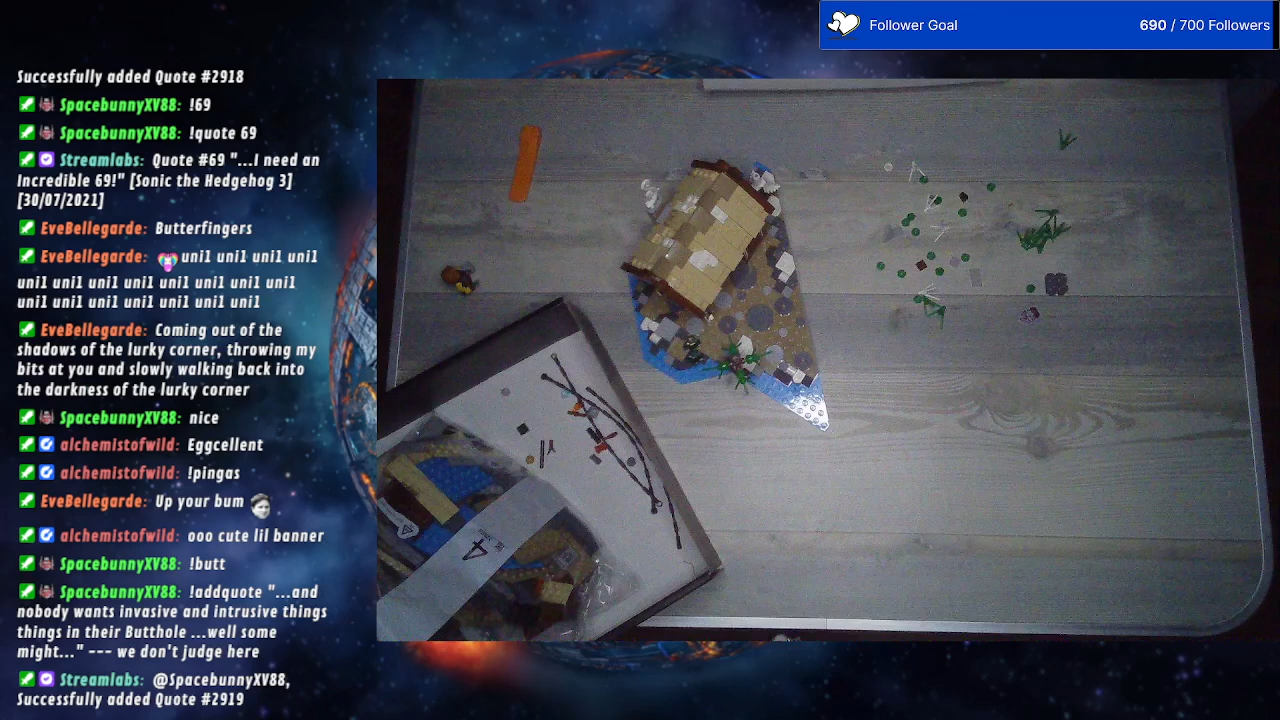 Follower Goal 690 / 700 Followers
Successfully added Quote #2918
SpacebunnyXV88: !69
SpacebunnyXV88: !quote 69
Streamlabs: Quote #69 "...I need an
Incredible 69!" [Sonic the Hedgehog 3]
[30/07/2021]
EveBellegarde: Butterfingers
EveBellegarde: uni1 uni1 uni1 uni1
uni1 uni1 uni1 uni1 uni1 uni1 uni1 uni1
uni1 uni1 uni1 uni1 uni1 uni1 uni1
EveBellegarde: Coming out of the
shadows of the lurky corner, throwing my
bits at you and slowly walking back into
the darkness of the lurky corner
SpacebunnyXV88: nice
alchemistofwild: Eggcellent
alchemistofwild: !pingas
EveBellegarde: Up your bum
alchemistofwild: ooo cute lil banner
SpacebunnyXV88: !butt
SpacebunnyXV88: !addquote "...and
nobody wants invasive and intrusive things
things in their Butthole ...well some
might..." --- we don't judge here
Streamlabs: @SpacebunnyXV88,
Successfully added Quote #2919
4
4